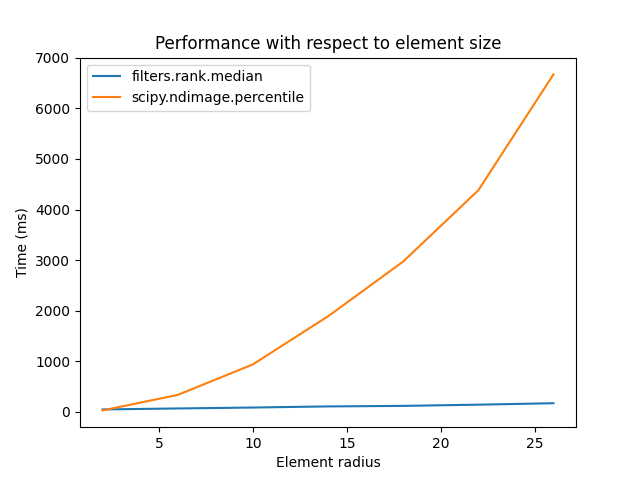 Performance with respect to element size
filters.rank.median
scipy.ndimage.percentile
Time (ms)
7000
6000
5000
4000
3000
2000
1000
0
5
10
15
20
25
Element radius